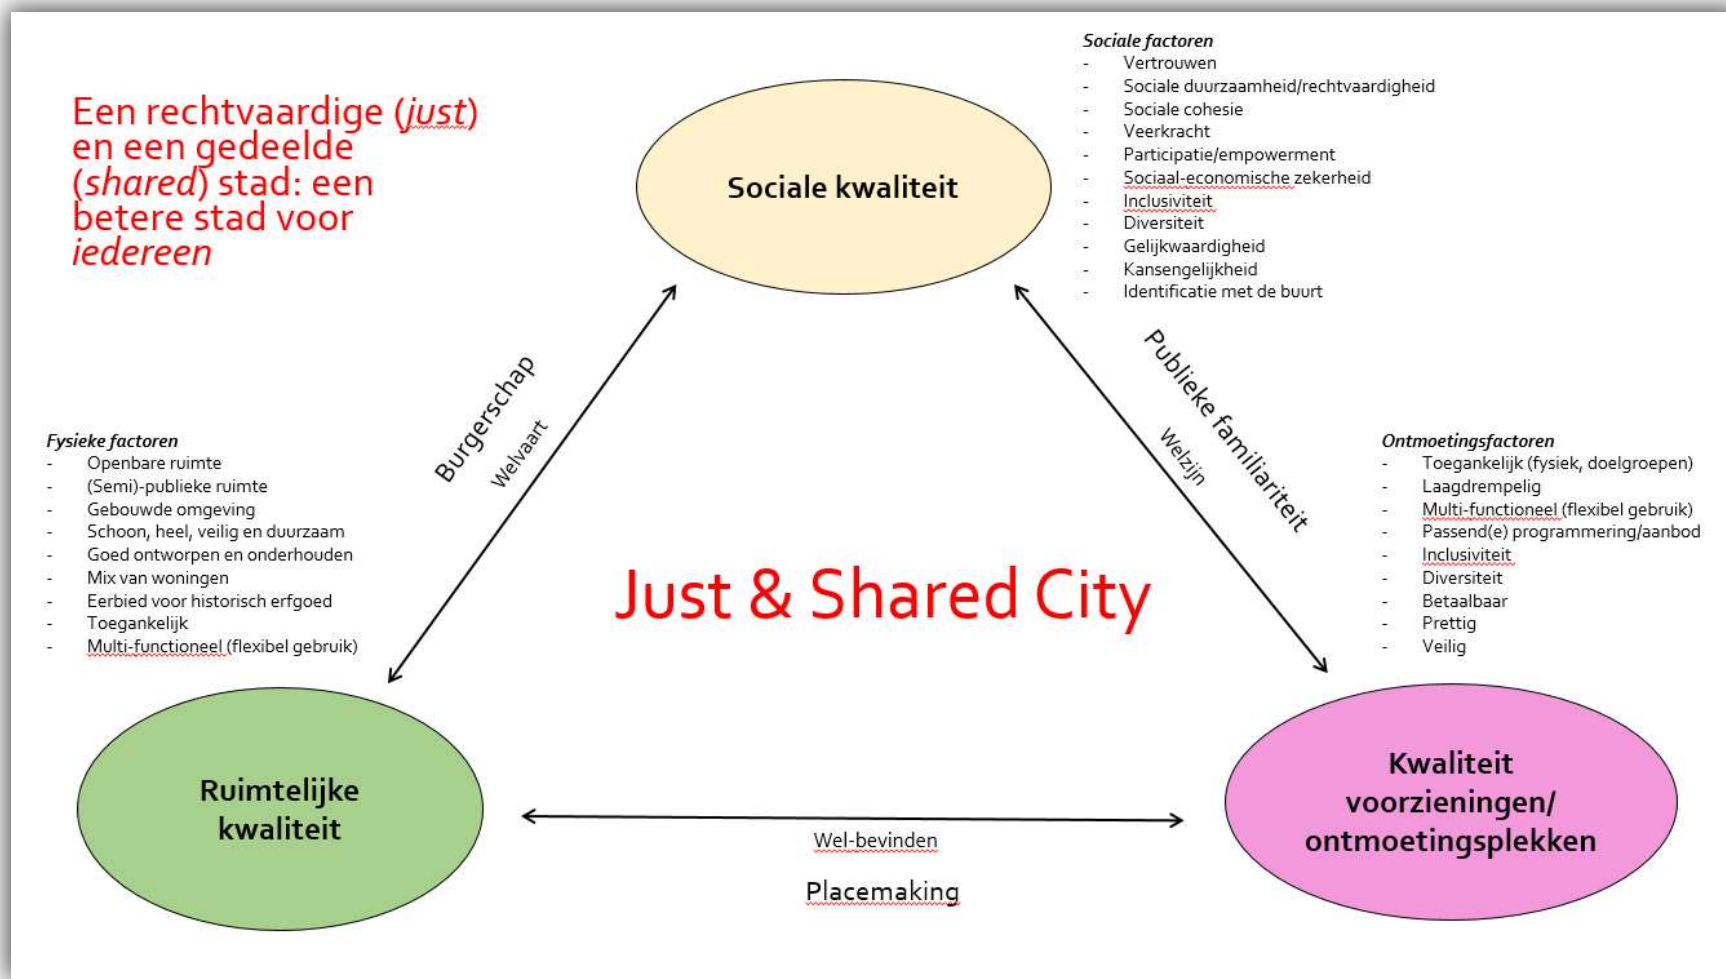 Een rechtvaardige (just)
en een gedeelde
(shared) stad: een
betere stad voor
iedereen
Sociale kwaliteit
Sociale factoren
- Vertrouwen
- Sociale duurzaamheid/rechtvaardigheid
- Sociale cohesie
- Veerkracht
- Participatie/empowerment
- Sociaal-economische zekerheid
- Inclusiviteit
- Diversiteit
- Gelijkwaardigheid
- Kansengelijkheid
- Identificatie met de buurt
Burgerschap
Welvaart
Publieke familiariteit
Welzijn
Fysieke factoren
- Openbare ruimte
- (Semi)-publieke ruimte
- Gebouwde omgeving
- Schoon, heel, veilig en duurzaam
- Goed ontworpen en onderhouden
- Mix van woningen
- Eerbied voor historisch erfgoed
- Toegankelijk
- Multi-functioneel (flexibel gebruik)
Just & Shared City
Ontmoetingsfactoren
- Toegankelijk (fysiek, doelgroepen)
- Laagdrempelig
- Multi-functioneel (flexibel gebruik)
- Passend(e) programmering/aanbod
- Inclusiviteit
- Diversiteit
- Betaalbaar
- Prettig
- Veilig
Ruimtelijke
kwaliteit
Wel-bevinden
Placemaking
Kwaliteit
voorzieningen/
ontmoetingsplekken